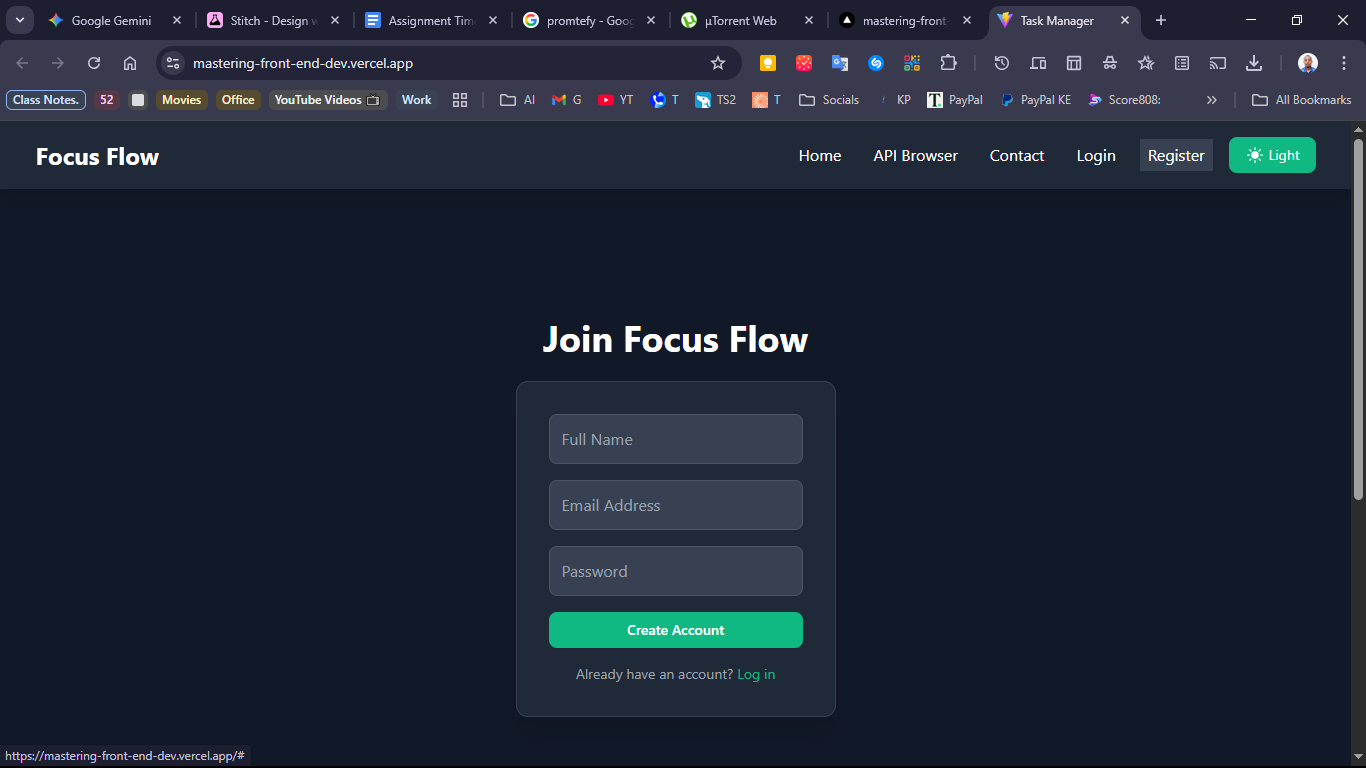 Google Gemini
Stitch - Design w
Assignment Time
promtefy - Goog
µTorrent Web
mastering-front-
Task Manager
mastering-front-end-dev.vercel.app
Class Notes.
52
Movies
Office
YouTube Videos
Work
AI
G
YT
T
TS2
T
Socials
KP
PayPal
PayPal KE
Score808:
All Bookmarks
Focus Flow
Home
API Browser
Contact
Login
Register
Light
Join Focus Flow
Full Name
Email Address
Password
Create Account
Already have an account? Log in
https://mastering-front-end-dev.vercel.app/#